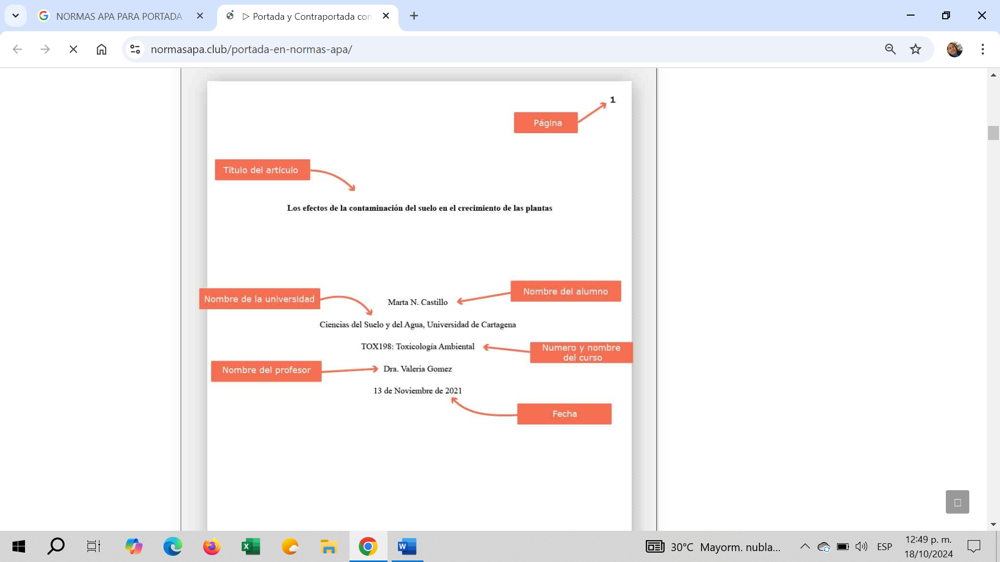 NORMAS APA PARA PORTADA
▷ Portada y Contraportada con
normasapa.club/portada-en-normas-apa/
1
Página
Título del artículo
Los efectos de la contaminación del suelo en el crecimiento de las plantas
Nombre del alumno
Nombre de la universidad
Marta N. Castillo
Ciencias del Suelo y del Agua, Universidad de Cartagena
TOX198: Toxicología Ambiental
Numero y nombre
del curso
Nombre del profesor
Dra. Valeria Gomez
13 de Noviembre de 2021
Fecha
30°C Mayorm. nubla...
ESP
12:49 p. m.
18/10/2024